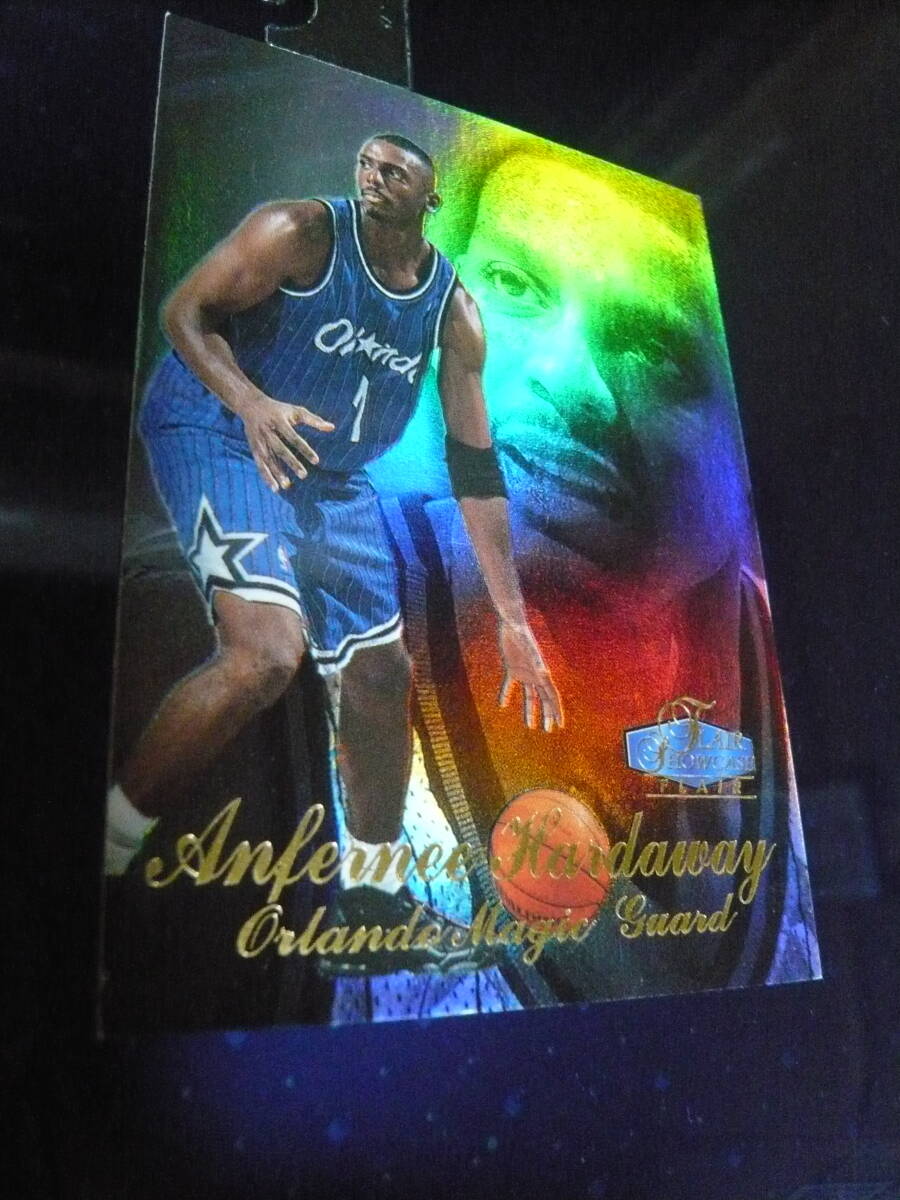 Orlando
1
Flair
Showcase
FLAIR
Anfernee Hardaway
Orlando Magic Guard